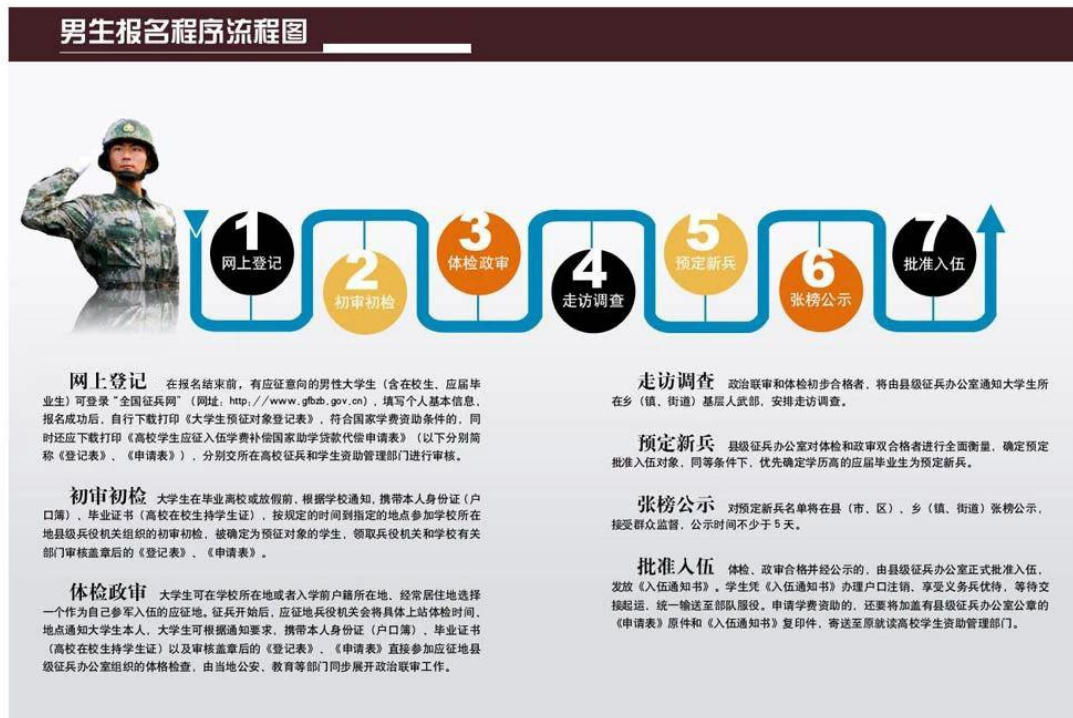 男生报名程序流程图
1
网上登记
2
初审初检
3
体检政审
4
走访调查
5
预定新兵
6
张榜公示
7
批准入伍
网上登记 在报名结束前，有应征意向的男性大学生（含在校生、应届毕
业生）可登录“全国征兵网”（网址：http：//www.gfbzb.gov.cn），填写个人基本信息，
报名成功后，自行下载打印《大学生预征对象登记表》，符合国家学费资助条件的，同
时还应下载打印《高校学生应征入伍学费补偿国家助学贷款代偿申请表》（以下分别简
称《登记表》、《申请表》），分别交所在高校征兵和学生资助管理部门进行审核。
初审初检 大学生在毕业离校或放假前，根据学校通知，携带本人身份证（户
口簿）、毕业证书（高校在校生持学生证），按规定的时间到指定的地点参加学校所在
地县级兵役机关组织的初审初检，被确定为预征对象的学生，领取兵役机关和学校有关
部门审核盖章后的《登记表》、《申请表》。
体检政审 大学生可在学校所在地或者入学前户籍所在地、经常居住地选择
一个作为自己参军入伍的应征地。征兵开始后，应征地兵役机关会将具体上站体检时间、
地点通知大学生本人，大学生可根据通知要求，携带本人身份证（户口簿）、毕业证书
（高校在校生持学生证）以及审核盖章后的《登记表》、《申请表》直接参加应征地县
级征兵办公室组织的体格检查，由当地公安、教育等部门同步展开政治联审工作。
走访调查 政治联审和体检初步合格者，将由县级征兵办公室通知大学生所
在乡（镇、街道）基层人武部，安排走访调查。
预定新兵 县级征兵办公室对体检和政审双合格者进行全面衡量，确定预定
批准入伍对象，同等条件下，优先确定学历高的应届毕业生为预定新兵。
张榜公示 对预定新兵名单将在县（市、区）、乡（镇、街道）张榜公示，
接受群众监督，公示时间不少于5天。
批准入伍 体检、政审合格并经公示的，由县级征兵办公室正式批准入伍，
发放《入伍通知书》。学生凭《入伍通知书》办理户口注销、享受义务兵优待，等待交
接起运，统一输送至部队服役。申请学费资助的，还要将加盖有县级征兵办公室公章的
《申请表》原件和《入伍通知书》复印件，寄送至原就读高校学生资助管理部门。